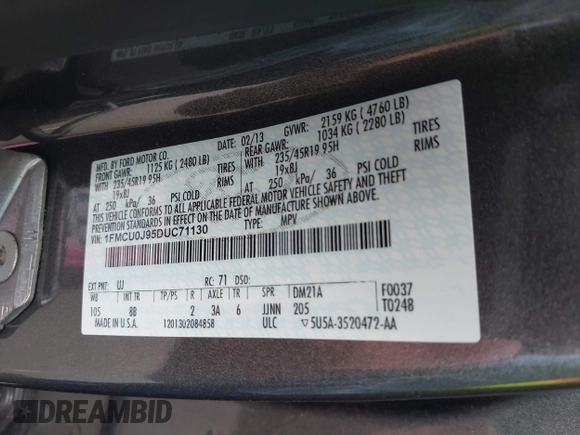 MFG. BY FORD MOTOR CO.
02/13
GVWR: 2159 KG ( 4760 LB)
FRONT GAWR: 1125 KG ( 2480 LB)
REAR GAWR: 1034 KG ( 2280 LB)
WITH 235/45R19 95H TIRES
WITH 235/45R19 95H TIRES
19x8J RIMS
19x8J RIMS
AT 250 kPa/ 36 PSI COLD
AT 250 kPa/ 36 PSI COLD
THIS VEHICLE CONFORMS TO ALL APPLICABLE FEDERAL MOTOR VEHICLE SAFETY AND THEFT
PREVENTION STANDARDS IN EFFECT ON THE DATE OF MANUFACTURE SHOWN ABOVE.
VIN: 1FMCU0J95DUC71130
TYPE: MPV
EXT PNT: UJ RC: 71 DSO:
WB INT TR TP/PS R AXLE TR SPR DM21A F0037
105 8B 2 3A 6 JJNN 205 T0248
MADE IN U.S.A. 1201302084858 ULC 5U5A-3520472-AA
DREAMBID